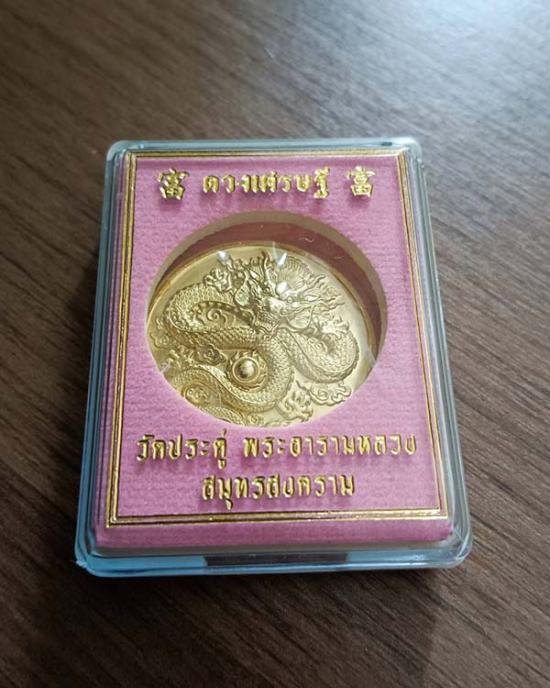 富 ดวงเศรษฐี 富
วัดประดู่ พระอารามหลวง
สมุทรสงคราม